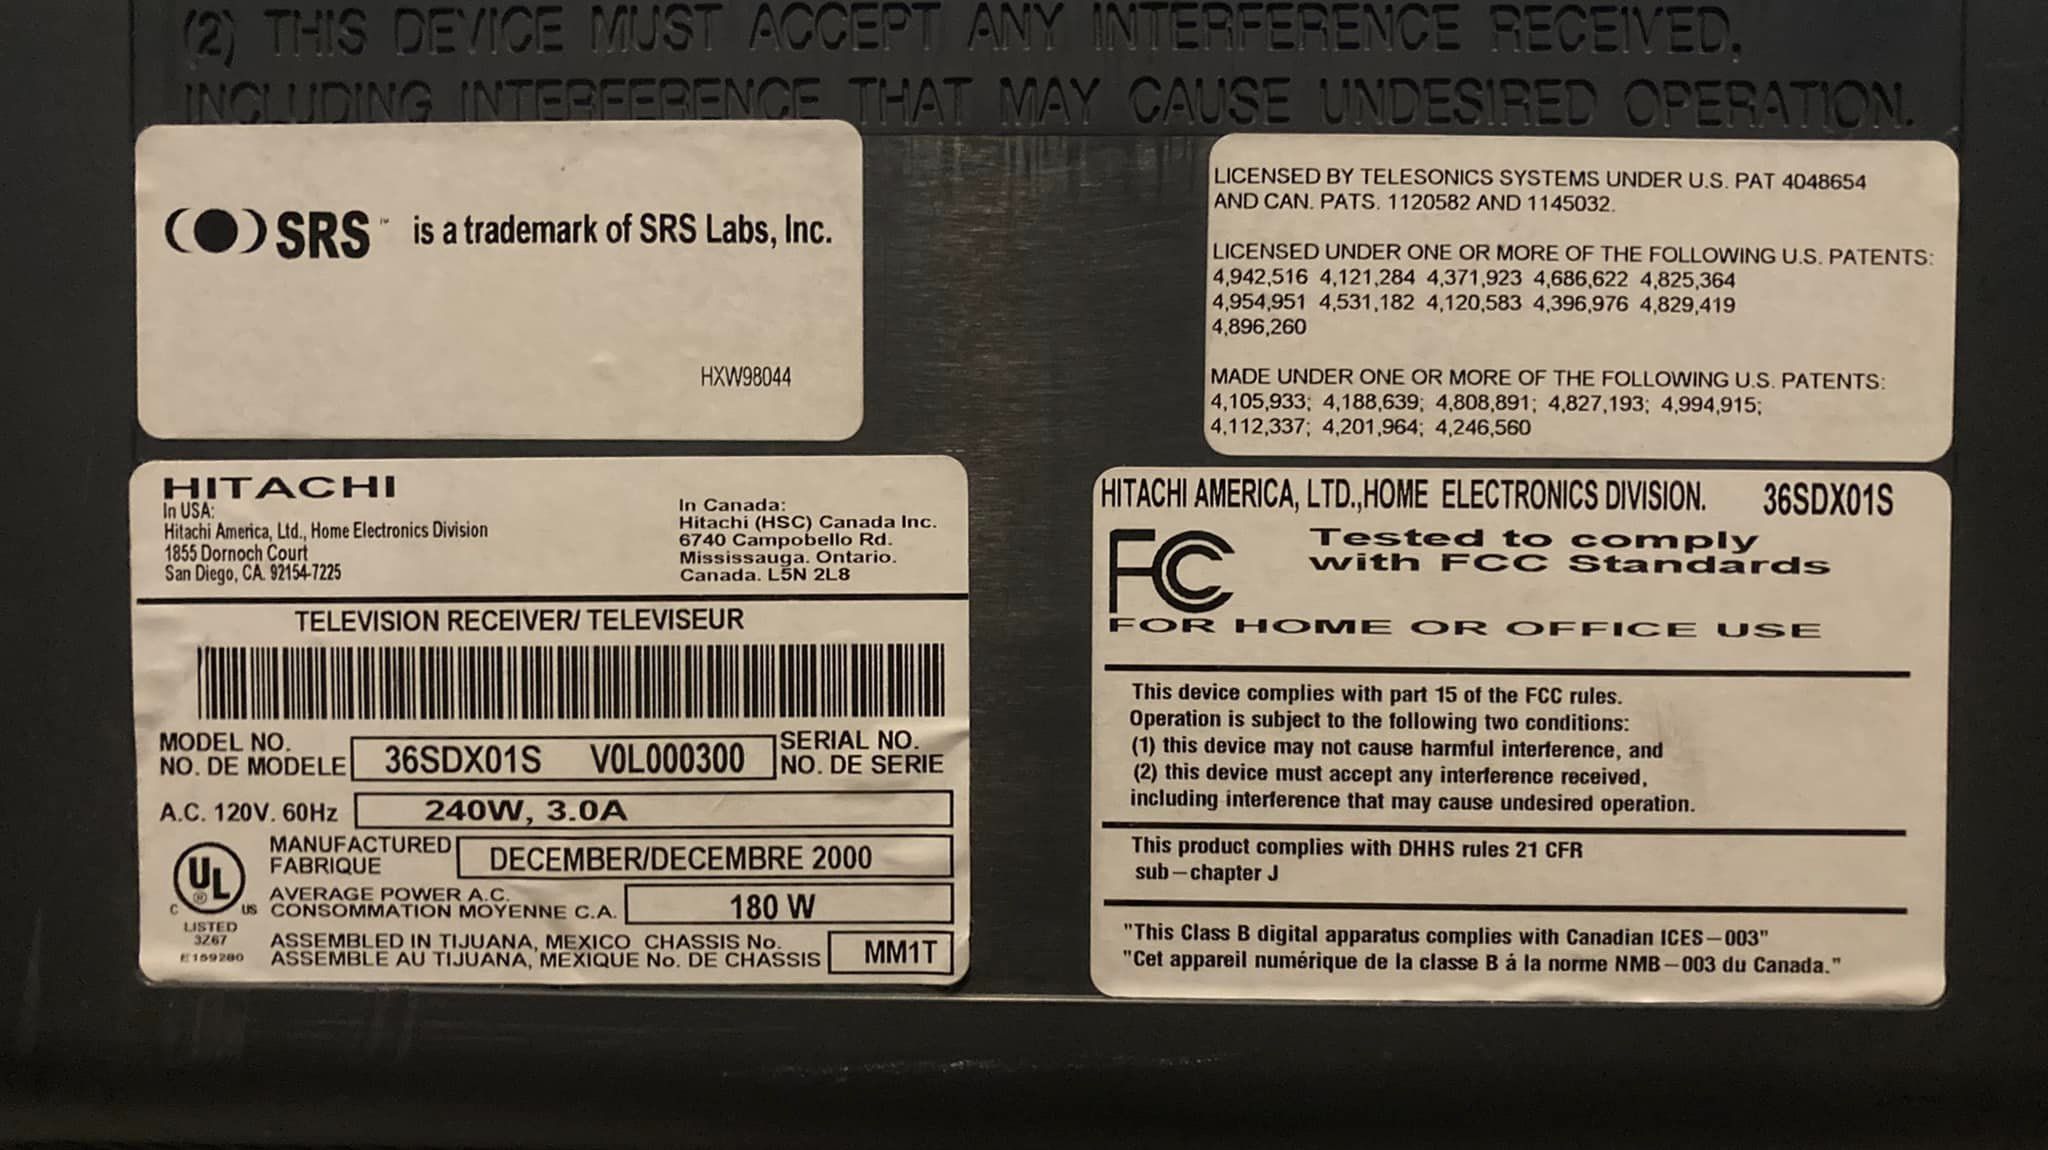 (2) THIS DEVICE MUST ACCEPT ANY INTERFERENCE RECEIVED,
INCLUDING INTERFERENCE THAT MAY CAUSE UNDESIRED OPERATION.
SRS™ is a trademark of SRS Labs, Inc.
HXW98044
LICENSED BY TELESONICS SYSTEMS UNDER U.S. PAT 4048654
AND CAN. PATS. 1120582 AND 1145032.
LICENSED UNDER ONE OR MORE OF THE FOLLOWING U.S. PATENTS:
4,942,516 4,121,284 4,371,923 4,686,622 4,825,364
4,954,951 4,531,182 4,120,583 4,396,976 4,829,419
4,896,260
MADE UNDER ONE OR MORE OF THE FOLLOWING U.S. PATENTS:
4,105,933; 4,188,639; 4,808,891; 4,827,193; 4,994,915;
4,112,337; 4,201,964; 4,246,560
HITACHI
In USA:
Hitachi America, Ltd., Home Electronics Division
1855 Dornoch Court
San Diego, CA. 92154-7225
In Canada:
Hitachi (HSC) Canada Inc.
6740 Campobello Rd.
Mississauga. Ontario.
Canada. L5N 2L8
TELEVISION RECEIVER/ TELEVISEUR
MODEL NO.
NO. DE MODELE
36SDX01S V0L000300
SERIAL NO.
NO. DE SERIE
A.C. 120V. 60Hz 240W, 3.0A
MANUFACTURED
FABRIQUE
DECEMBER/DECEMBRE 2000
AVERAGE POWER A.C.
CONSOMMATION MOYENNE C.A.
180 W
UL
®
C US
LISTED
3Z67
E159280
ASSEMBLED IN TIJUANA, MEXICO CHASSIS No.
ASSEMBLE AU TIJUANA, MEXIQUE No. DE CHASSIS
MM1T
HITACHI AMERICA, LTD.,HOME ELECTRONICS DIVISION. 36SDX01S
FC
Tested to comply
with FCC Standards
FOR HOME OR OFFICE USE
This device complies with part 15 of the FCC rules.
Operation is subject to the following two conditions:
(1) this device may not cause harmful interference, and
(2) this device must accept any interference received,
including interference that may cause undesired operation.
This product complies with DHHS rules 21 CFR
sub-chapter J
"This Class B digital apparatus complies with Canadian ICES-003"
"Cet appareil numérique de la classe B á la norme NMB-003 du Canada."